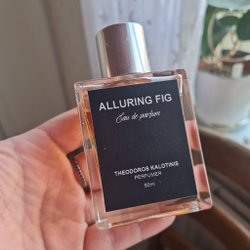 ALLURING FIG
Eau de parfum
THEODOROS KALOTINIS
PERFUMER
50ml